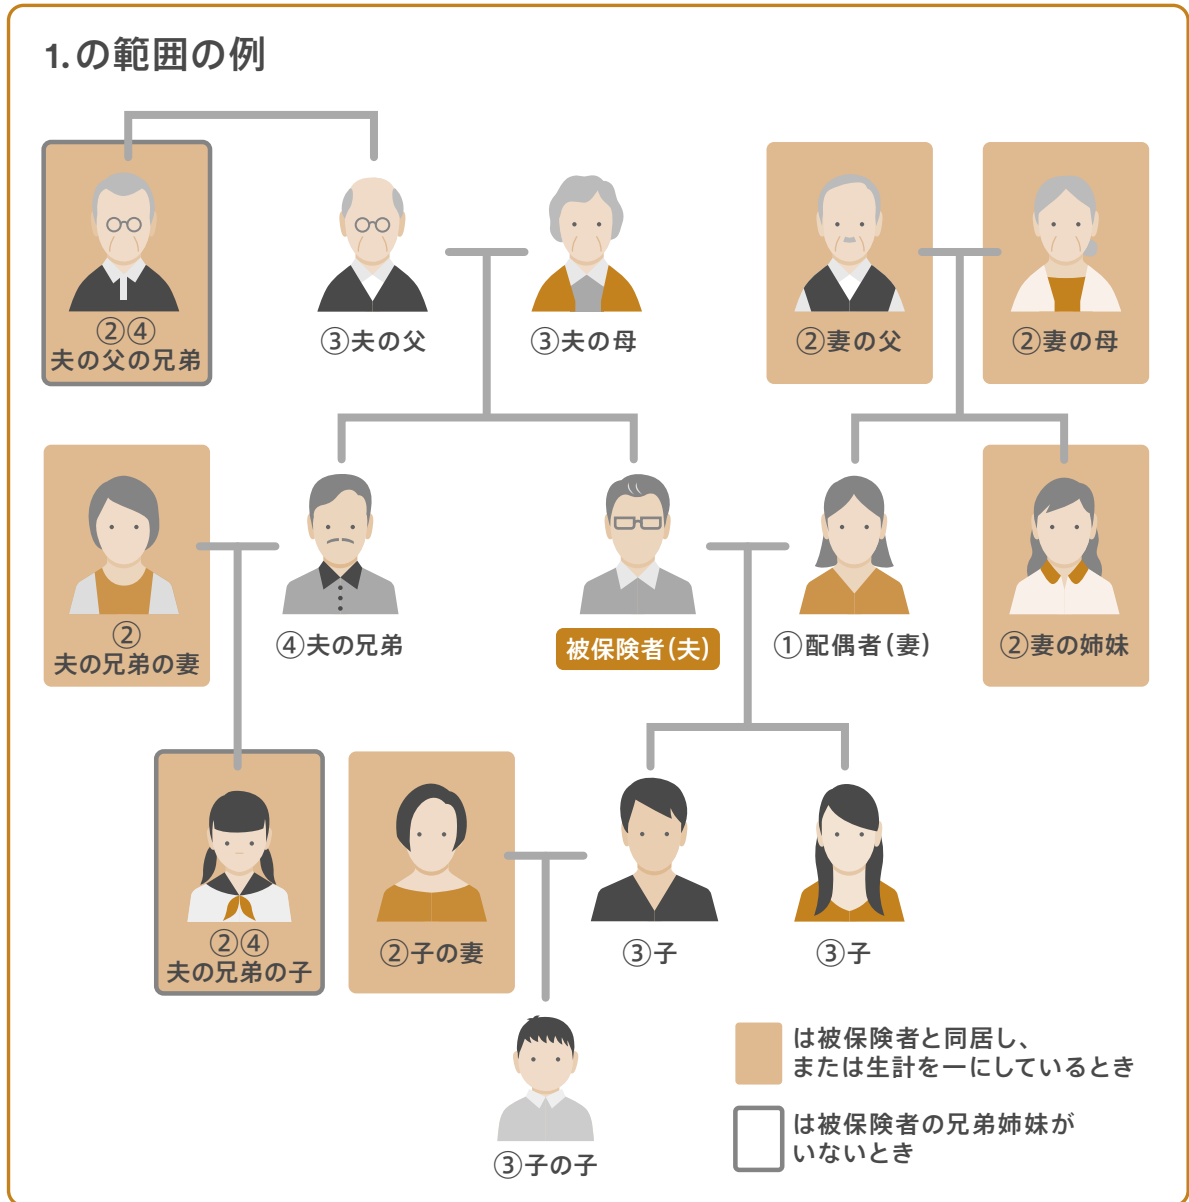 1.の範囲の例
②④
夫の父の兄弟
③夫の父
③夫の母
②妻の父
②妻の母
②
夫の兄弟の妻
④夫の兄弟
被保険者(夫)
①配偶者(妻)
②妻の姉妹
②④
夫の兄弟の子
②子の妻
③子
③子
③子の子
は被保険者と同居し、
または生計を一にしているとき
は被保険者の兄弟姉妹が
いないとき